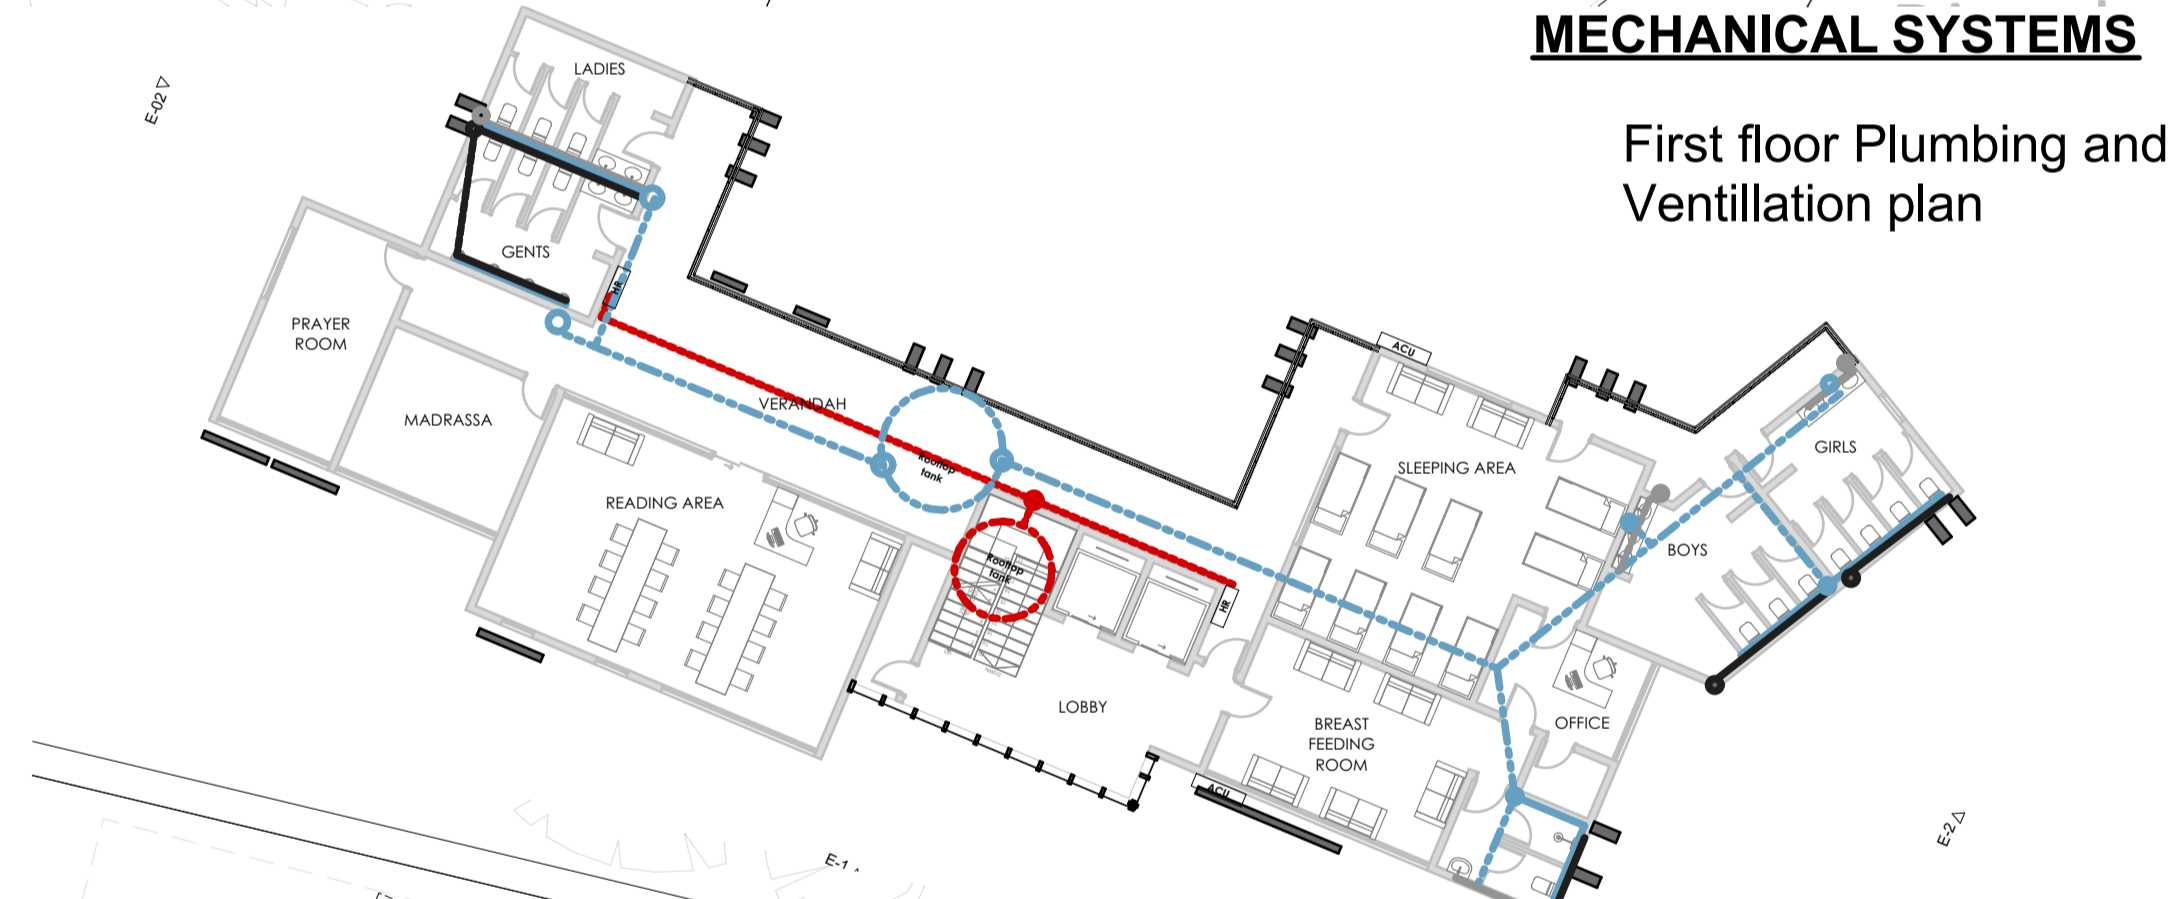 MECHANICAL SYSTEMS
First floor Plumbing and
Ventillation plan
E-02
LADIES
GENTS
HR
PRAYER
ROOM
MADRASSA
VERANDAH
READING AREA
Rooftop
tank
Rooftop
tank
HR
LOBBY
ACU
SLEEPING AREA
GIRLS
BOYS
OFFICE
BREAST
FEEDING
ROOM
ACU
E-1
E-2